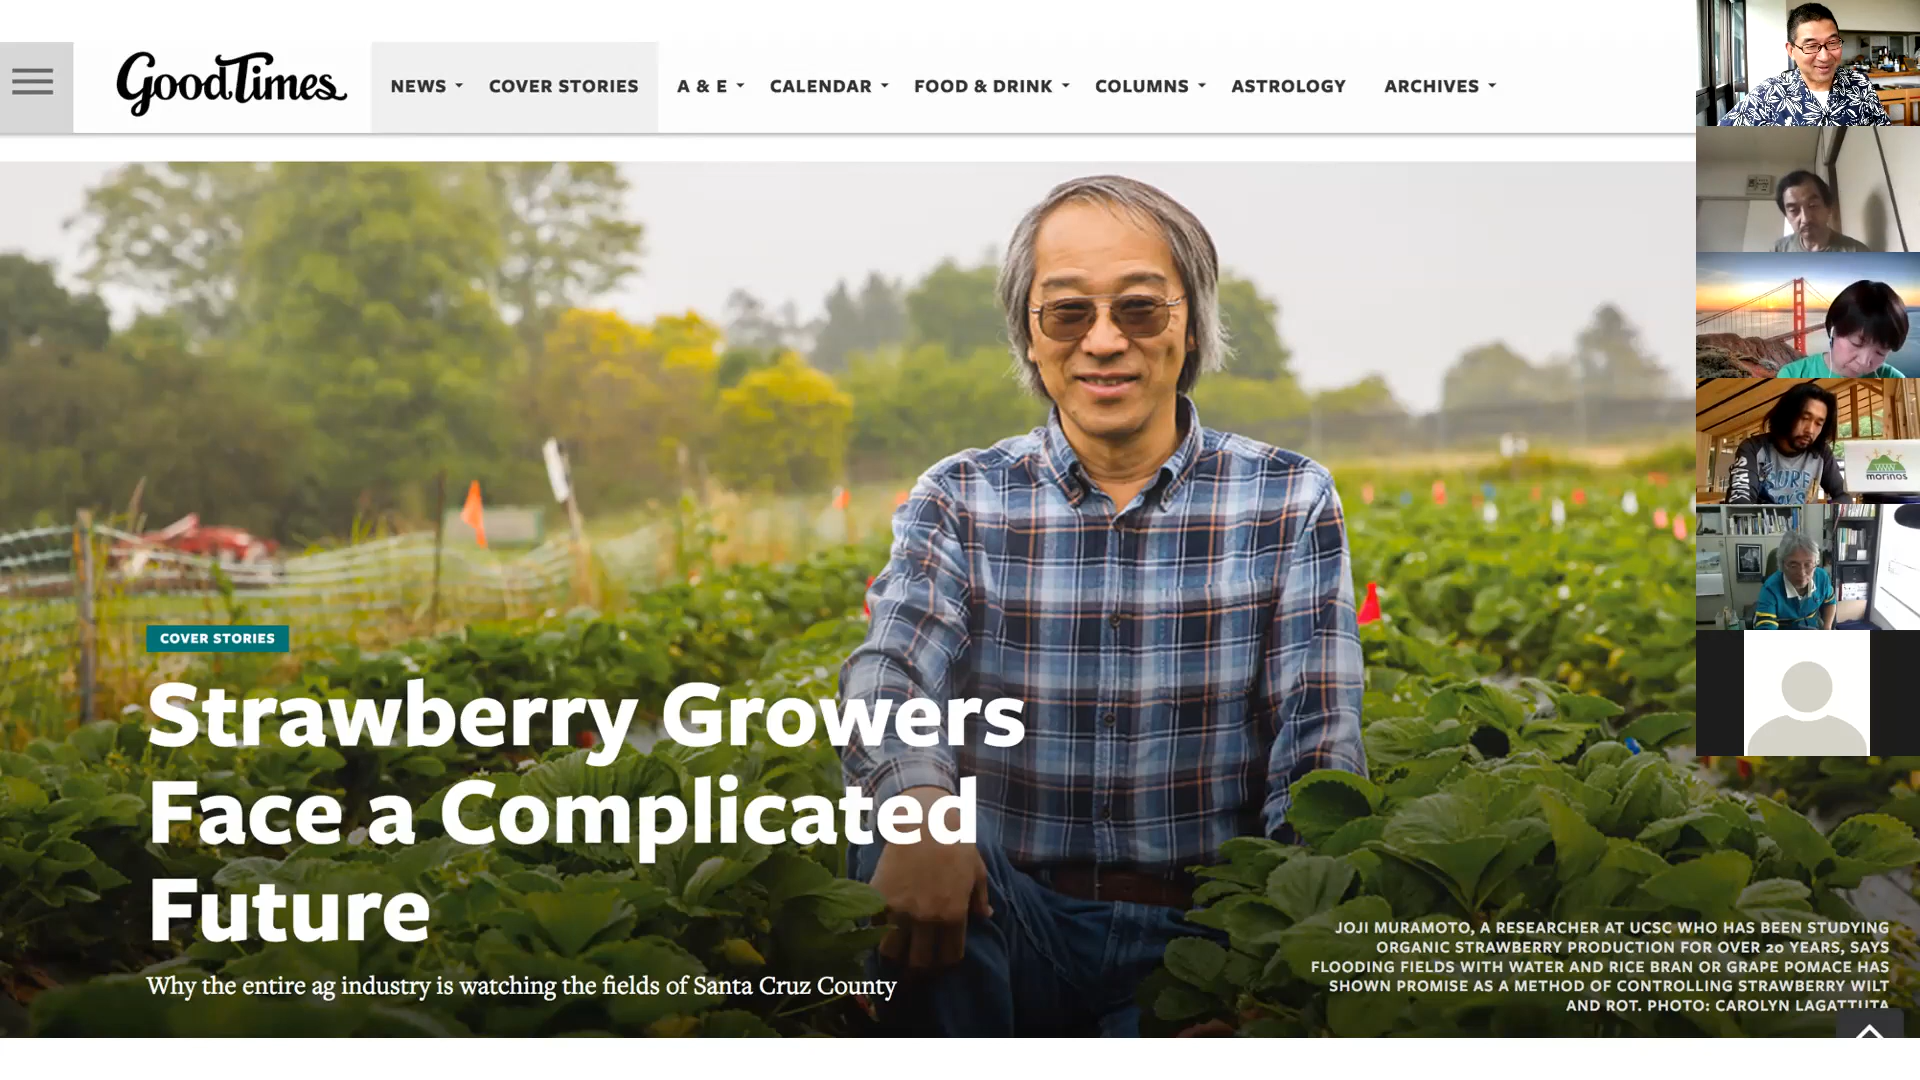 GoodTimes
NEWS COVER STORIES A & E CALENDAR FOOD & DRINK COLUMNS ASTROLOGY ARCHIVES
COVER STORIES
Strawberry Growers
Face a Complicated
Future
Why the entire ag industry is watching the fields of Santa Cruz County
JOJI MURAMOTO, A RESEARCHER AT UCSC WHO HAS BEEN STUDYING
ORGANIC STRAWBERRY PRODUCTION FOR OVER 20 YEARS, SAYS
FLOODING FIELDS WITH WATER AND RICE BRAN OR GRAPE POMACE HAS
SHOWN PROMISE AS A METHOD OF CONTROLLING STRAWBERRY WILT
AND ROT. PHOTO: CAROLYN LAGATTUTA
SURF
morinos